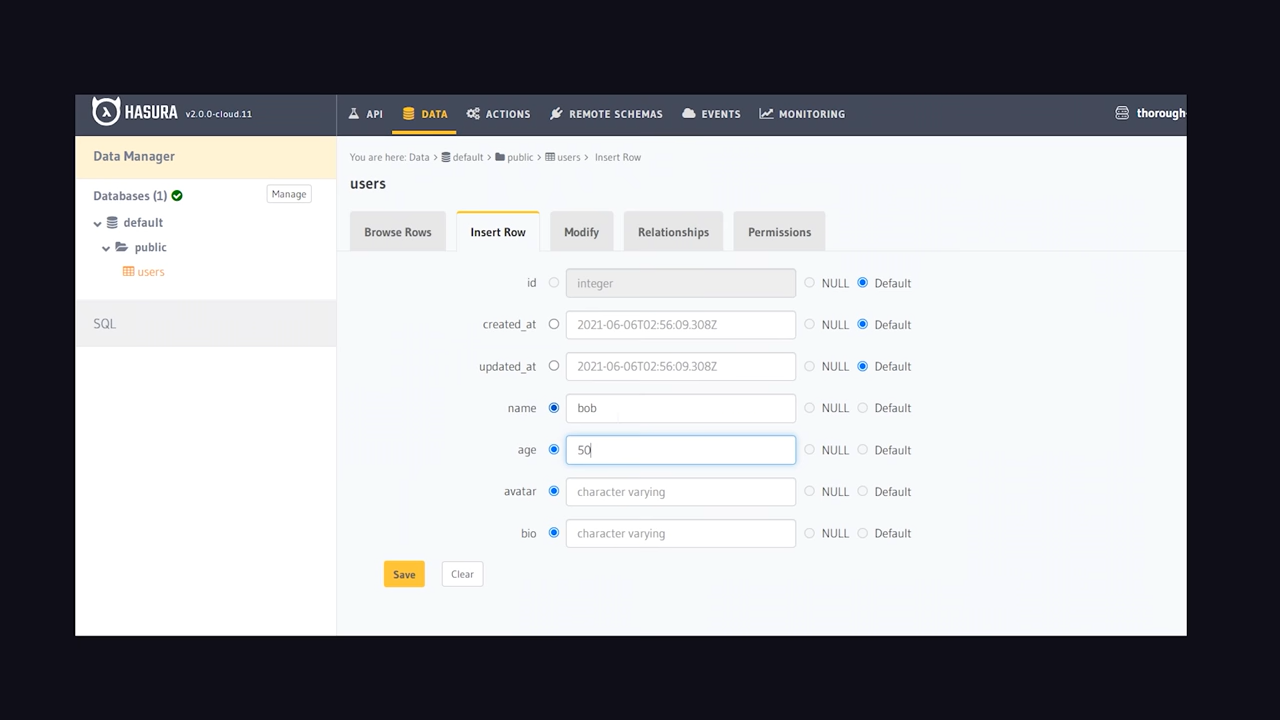 HASURA v2.0.0-cloud.11 API DATA ACTIONS REMOTE SCHEMAS EVENTS MONITORING thorough-
Data Manager
Databases (1) Manage
default
public
users
SQL
You are here: Data > default > public > users > Insert Row
users
Browse Rows Insert Row Modify Relationships Permissions
id integer NULL Default
created_at 2021-06-06T02:56:09.308Z NULL Default
updated_at 2021-06-06T02:56:09.308Z NULL Default
name bob NULL Default
age 50 NULL Default
avatar character varying NULL Default
bio character varying NULL Default
Save Clear